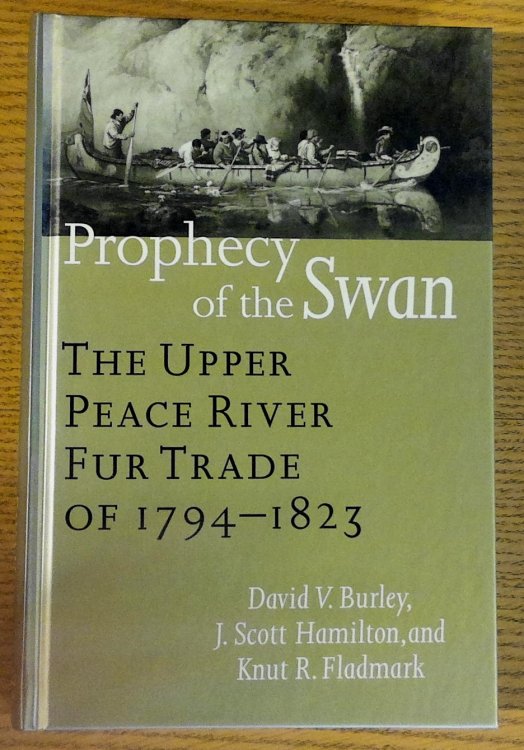 Prophecy
of the Swan
THE UPPER
PEACE RIVER
FUR TRADE
OF 1794–1823
David V. Burley,
J. Scott Hamilton, and
Knut R. Fladmark